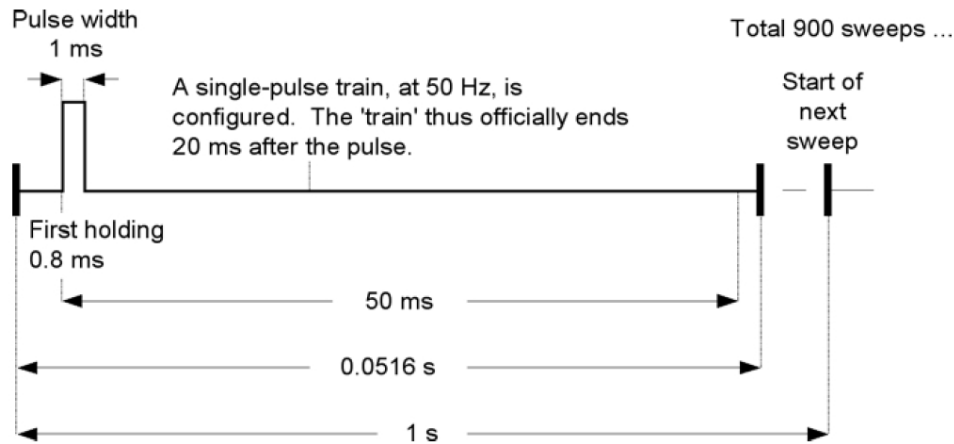 Pulse width
1 ms
Total 900 sweeps ...
A single-pulse train, at 50 Hz, is
configured. The 'train' thus officially ends
20 ms after the pulse.
Start of
next
sweep
First holding
0.8 ms
50 ms
0.0516 s
1 s